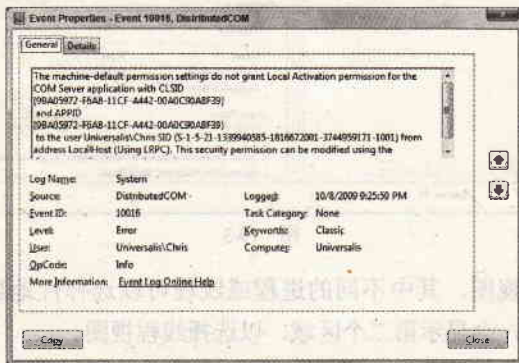 Event Properties - Event 10016, DistributedCOM
General Details
The machine-default permission settings do not grant Local Activation permission for the
COM Server application with CLSID
{9BA05972-F6A8-11CF-A442-00A0C90A8F39}
and APPID
{9BA05972-F6A8-11CF-A442-00A0C90A8F39}
to the user Universalis\Chris SID (S-1-5-21-1339940585-1816672001-3744959171-1001) from
address LocalHost (Using LRPC). This security permission can be modified using the
Log Name: System
Source: DistributedCOM Logged: 10/8/2009 9:25:50 PM
Event ID: 10016 Task Category: None
Level: Error Keywords: Classic
User: Universalis\Chris Computer: Universalis
OpCode: Info
More Information: Event Log Online Help
Copy Close